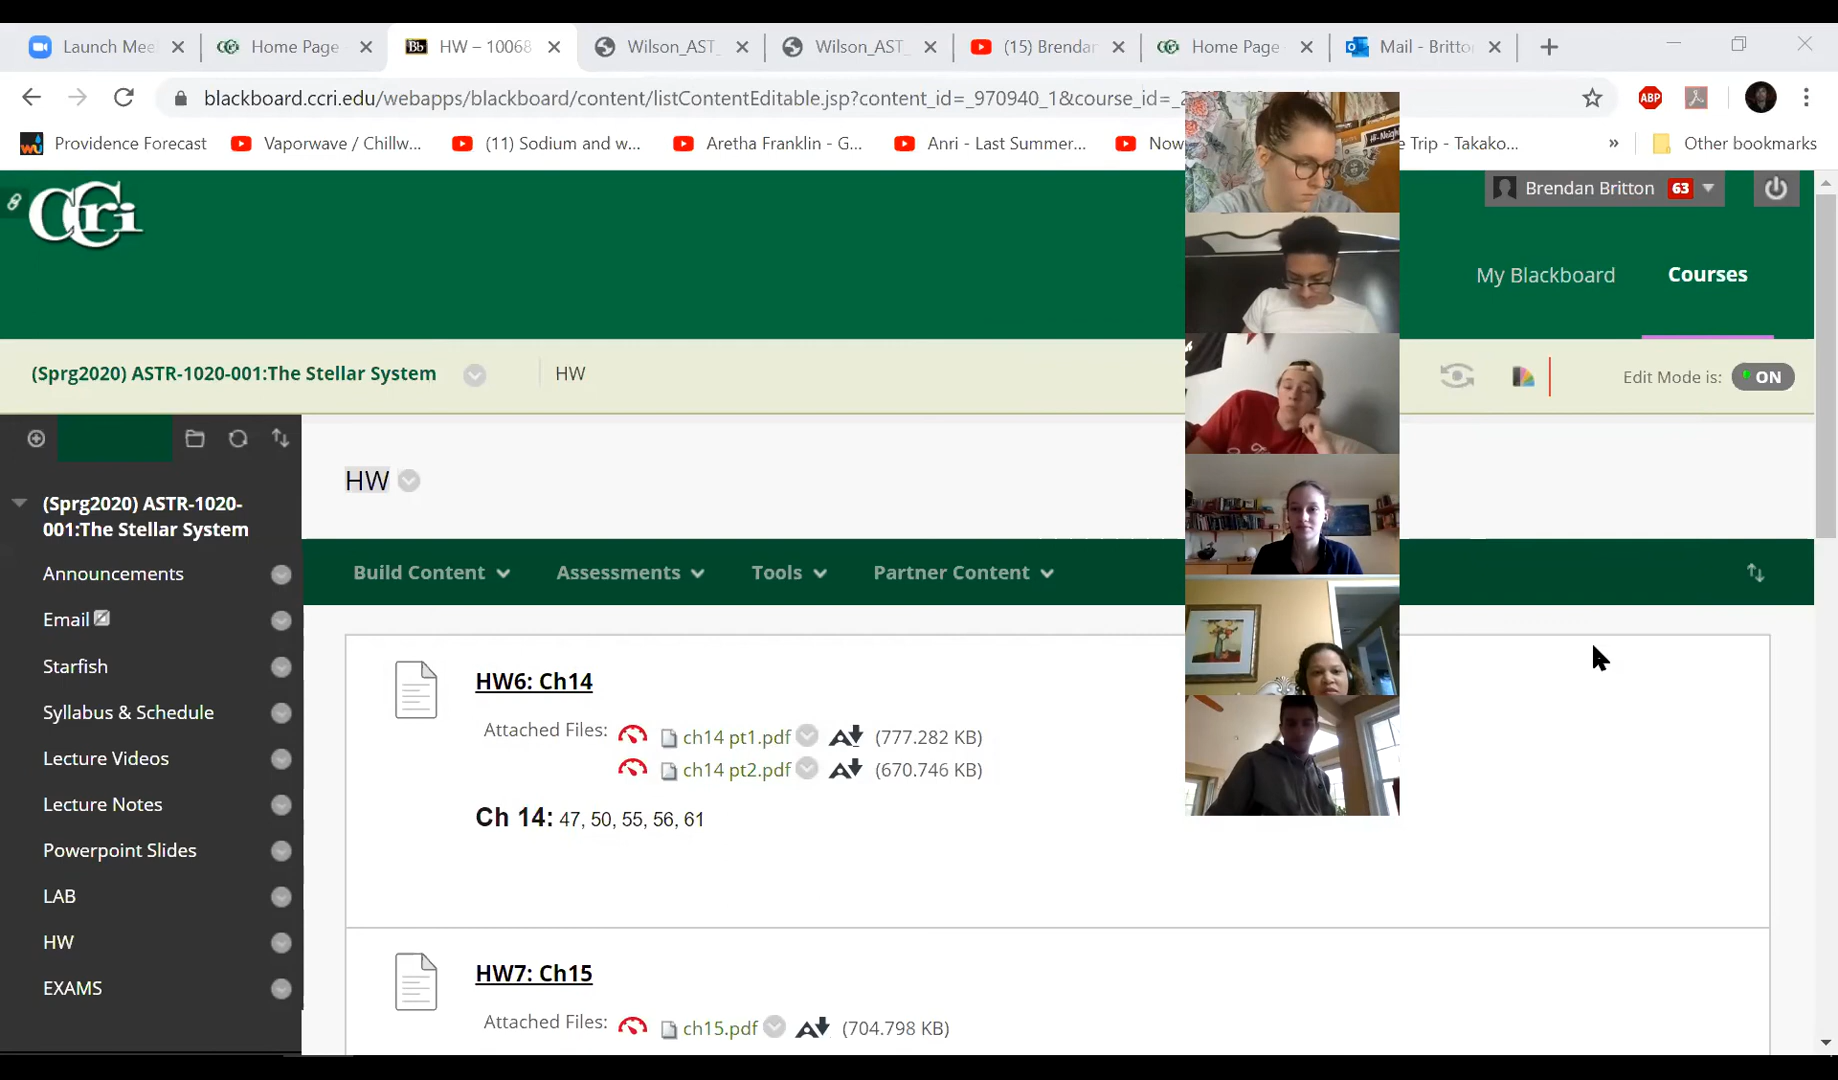 Launch Mee
Home Page
HW – 10068
Wilson_AST_
Wilson_AST_
(15) Brendan
Home Page
Mail - Britto
blackboard.ccri.edu/webapps/blackboard/content/listContentEditable.jsp?content_id=_970940_1&course_id=_2
ABP
Providence Forecast
Vaporwave / Chillw...
(11) Sodium and w...
Aretha Franklin - G...
Anri - Last Summer...
Now
e Trip - Takako...
»
Other bookmarks
CCri
Brendan Britton 63
My Blackboard
Courses
(Sprg2020) ASTR-1020-001:The Stellar System
HW
Edit Mode is: ON
(Sprg2020) ASTR-1020-
001:The Stellar System
Announcements
Email
Starfish
Syllabus & Schedule
Lecture Videos
Lecture Notes
Powerpoint Slides
LAB
HW
EXAMS
HW
Build Content
Assessments
Tools
Partner Content
HW6: Ch14
Attached Files:
ch14 pt1.pdf
(777.282 KB)
ch14 pt2.pdf
(670.746 KB)
Ch 14: 47, 50, 55, 56, 61
HW7: Ch15
Attached Files:
ch15.pdf
(704.798 KB)